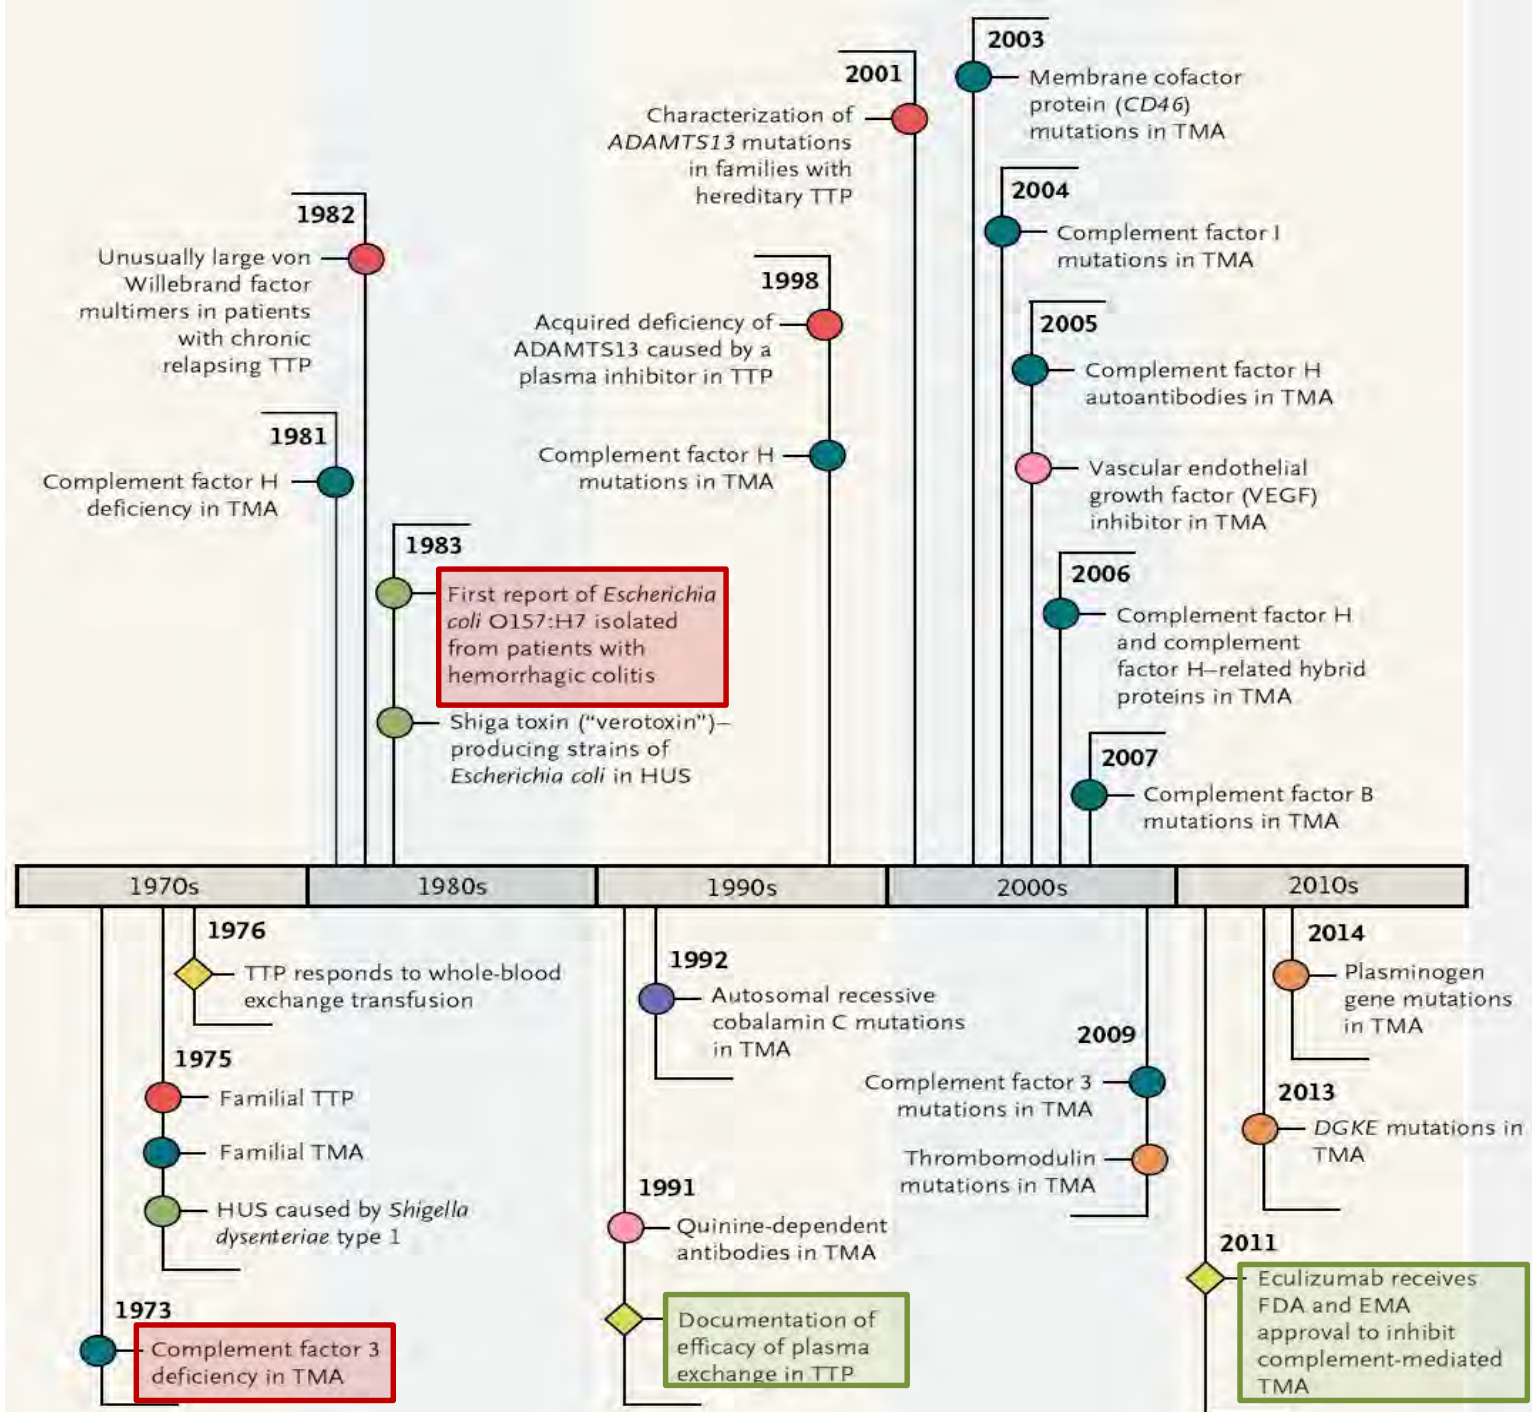 2003
Membrane cofactor
protein (CD46)
mutations in TMA
2001
Characterization of
ADAMTS13 mutations
in families with
hereditary TTP
2004
Complement factor I
mutations in TMA
1982
Unusually large von
Willebrand factor
multimers in patients
with chronic
relapsing TTP
1998
Acquired deficiency of
ADAMTS13 caused by a
plasma inhibitor in TTP
Complement factor H
mutations in TMA
2005
Complement factor H
autoantibodies in TMA
Vascular endothelial
growth factor (VEGF)
inhibitor in TMA
1981
Complement factor H
deficiency in TMA
1983
First report of Escherichia
coli O157:H7 isolated
from patients with
hemorrhagic colitis
Shiga toxin (“verotoxin”)–
producing strains of
Escherichia coli in HUS
2006
Complement factor H
and complement
factor H–related hybrid
proteins in TMA
2007
Complement factor B
mutations in TMA
1970s
1980s
1990s
2000s
2010s
1976
TTP responds to whole-blood
exchange transfusion
1975
Familial TTP
Familial TMA
HUS caused by Shigella
dysenteriae type 1
1973
Complement factor 3
deficiency in TMA
1992
Autosomal recessive
cobalamin C mutations
in TMA
1991
Quinine-dependent
antibodies in TMA
Documentation of
efficacy of plasma
exchange in TTP
2009
Complement factor 3
mutations in TMA
Thrombomodulin
mutations in TMA
2014
Plasminogen
gene mutations
in TMA
2013
DGKE mutations in
TMA
2011
Eculizumab receives
FDA and EMA
approval to inhibit
complement-mediated
TMA